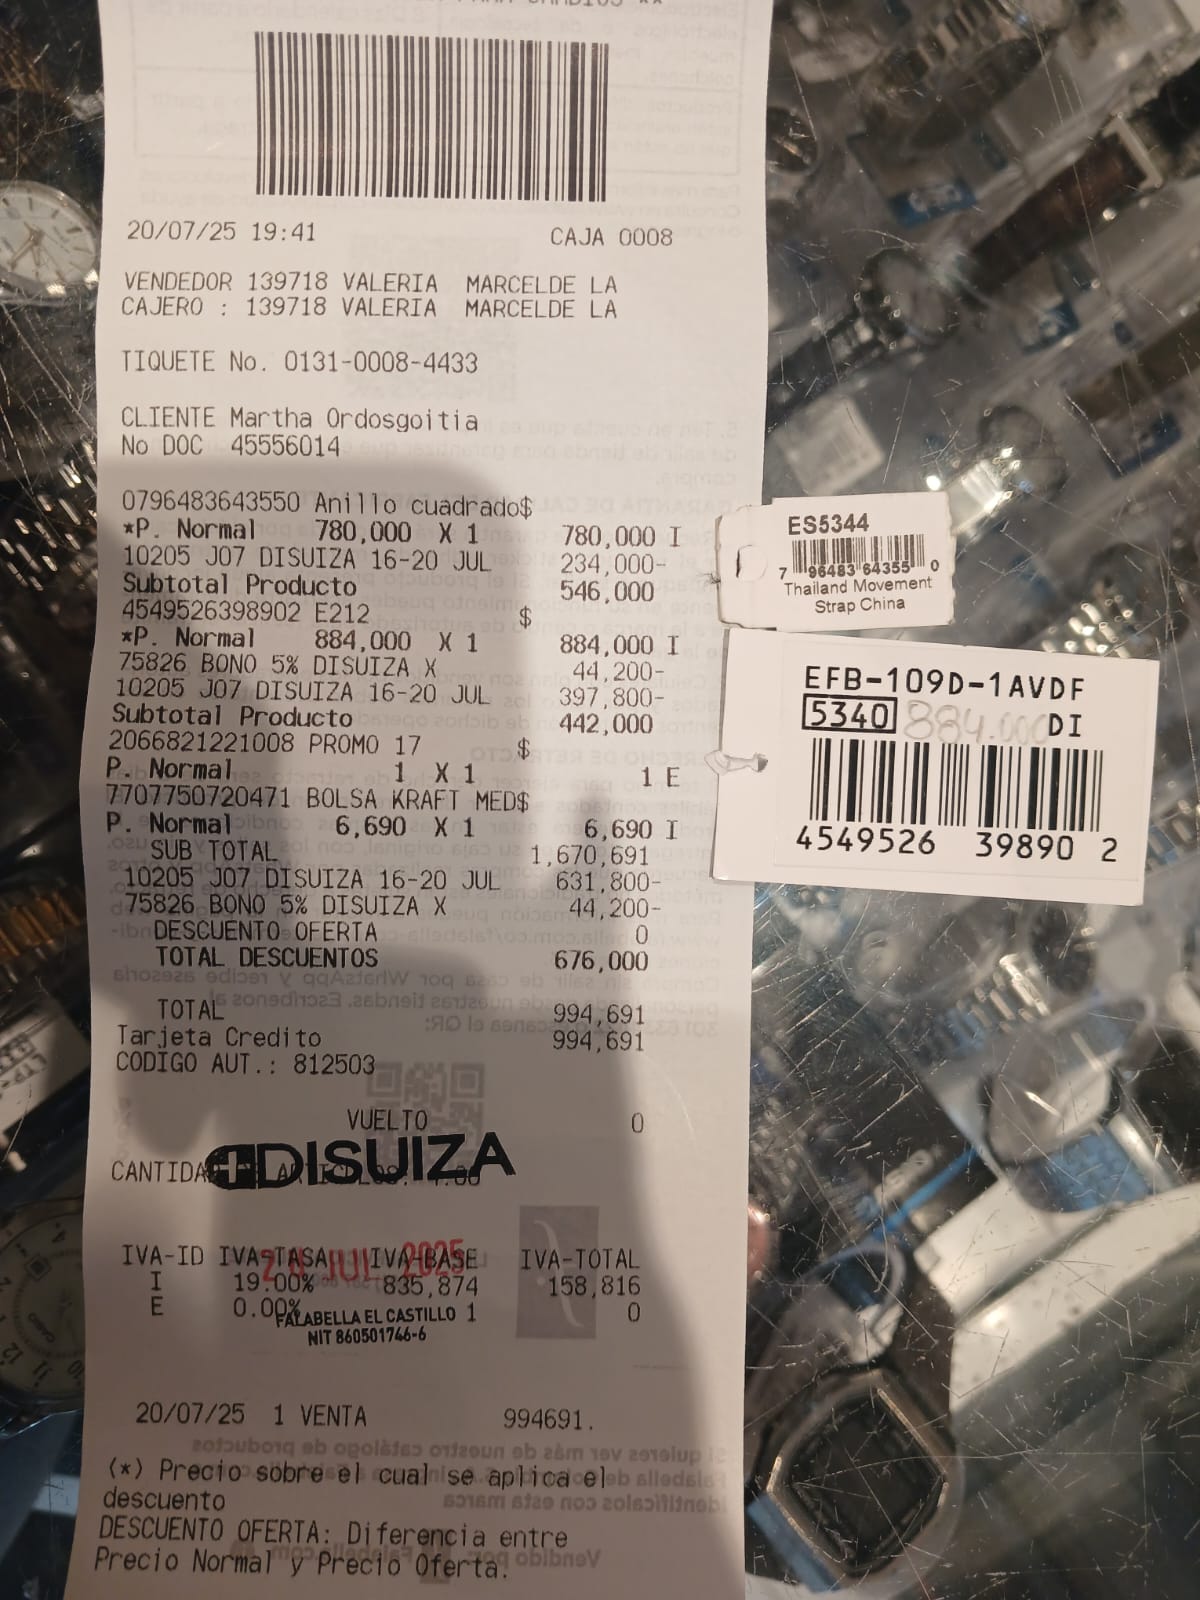 20/07/25 19:41 CAJA 0008
VENDEDOR 139718 VALERIA MARCELDE LA
CAJERO : 139718 VALERIA MARCELDE LA
TIQUETE No. 0131-0008-4433
CLIENTE Martha Ordosgoitia
No DOC 45556014
0796483643550 Anillo cuadrado$
*P. Normal 780,000 X 1 780,000 I
10205 J07 DISUIZA 16-20 JUL 234,000-
Subtotal Producto 546,000
4549526398902 E212 $
*P. Normal 884,000 X 1 884,000 I
75826 BONO 5% DISUIZA X 44,200-
10205 J07 DISUIZA 16-20 JUL 397,800-
Subtotal Producto 442,000
2066821221008 PROMO 17 $
P. Normal 1 X 1 1 E
7707750720471 BOLSA KRAFT MED$
P. Normal 6,690 X 1 6,690 I
SUB TOTAL 1,670,691
10205 J07 DISUIZA 16-20 JUL 631,800-
75826 BONO 5% DISUIZA X 44,200-
DESCUENTO OFERTA 0
TOTAL DESCUENTOS 676,000
TOTAL 994,691
Tarjeta Credito 994,691
CODIGO AUT.: 812503
VUELTO 0
DISUIZA
IVA-ID IVA-TASA IVA-BASE IVA-TOTAL
JUL 2025
I 19.00% 835,874 158,816
E 0.00% 0
FALABELLA EL CASTILLO 1
NIT 860501746-6
20/07/25 1 VENTA 994691.
(*) Precio sobre el cual se aplica el
descuento
DESCUENTO OFERTA: Diferencia entre
Precio Normal y Precio Oferta.
ES5344
7 96483 64355 0
Thailand Movement
Strap China
EFB-109D-1AVDF
5340 884.000 DI
4549526 39890 2